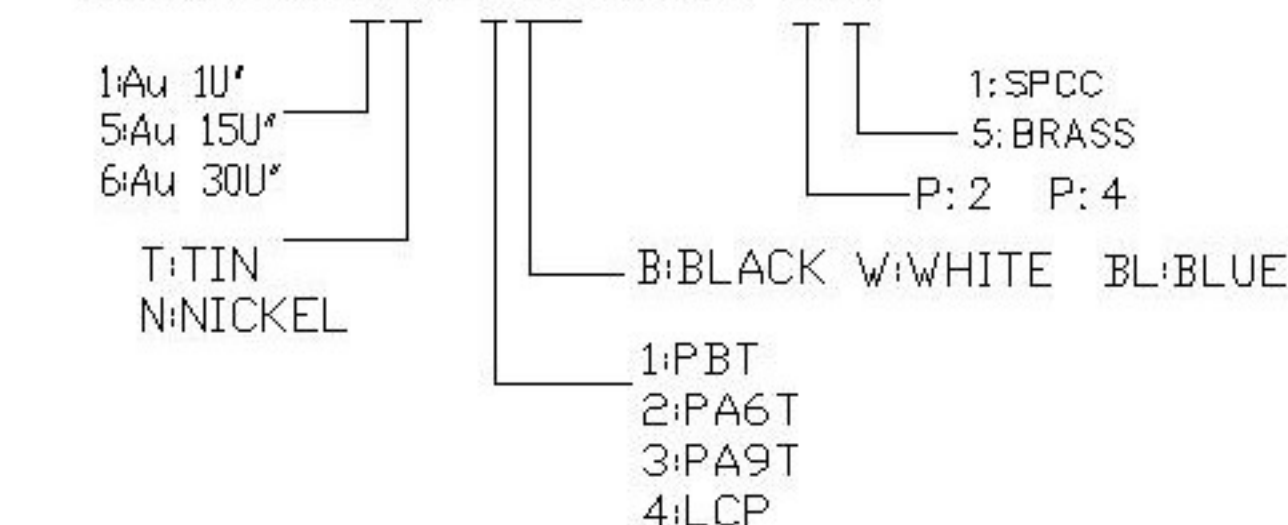 1:Au 1U"
5:Au 15U"
6:Au 30U"
T:TIN
N:NICKEL
1:SPCC
5:BRASS
P:2 P:4
B:BLACK W:WHITE BL:BLUE
1:PBT
2:PA6T
3:PA9T
4:LCP